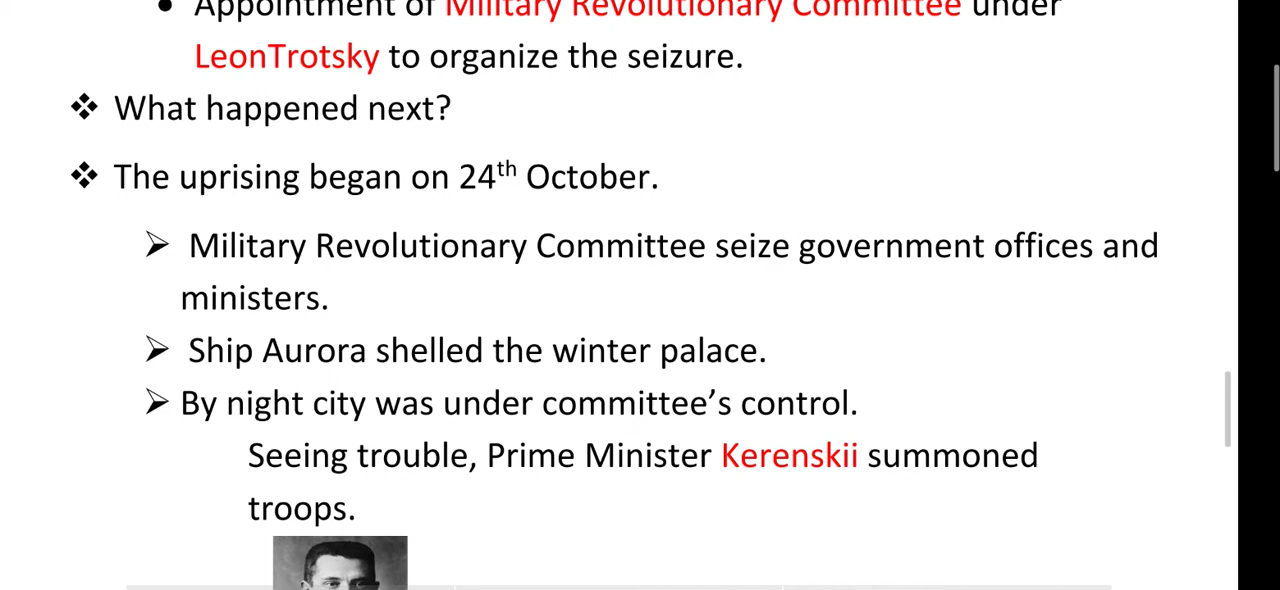 • Appointment of Military Revolutionary Committee under
LeonTrotsky to organize the seizure.
❖ What happened next?
❖ The uprising began on 24th October.
➢ Military Revolutionary Committee seize government offices and
ministers.
➢ Ship Aurora shelled the winter palace.
➢ By night city was under committee’s control.
Seeing trouble, Prime Minister Kerenskii summoned
troops.